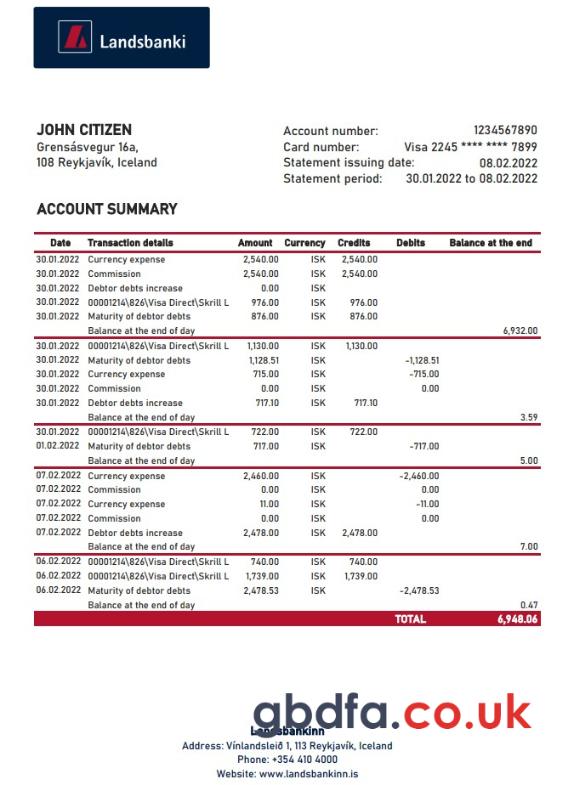 Landsbanki
JOHN CITIZEN
Grensásvegur 16a,
108 Reykjavík, Iceland
Account number: 1234567890
Card number: Visa 2245 **** **** 7899
Statement issuing date: 08.02.2022
Statement period: 30.01.2022 to 08.02.2022
ACCOUNT SUMMARY
Date Transaction details Amount Currency Credits Debits Balance at the end
30.01.2022 Currency expense 2,540.00 ISK 2,540.00
30.01.2022 Commission 2,540.00 ISK 2,540.00
30.01.2022 Debtor debts increase 0.00 ISK
30.01.2022 00001214\826\Visa Direct\Skrill L 976.00 ISK 976.00
30.01.2022 Maturity of debtor debts 876.00 ISK 876.00
Balance at the end of day 6,932.00
30.01.2022 00001214\826\Visa Direct\Skrill L 1,130.00 ISK 1,130.00
30.01.2022 Maturity of debtor debts 1,128.51 ISK -1,128.51
30.01.2022 Currency expense 715.00 ISK -715.00
30.01.2022 Commission 0.00 ISK 0.00
30.01.2022 Debtor debts increase 717.10 ISK 717.10
Balance at the end of day 3.59
30.01.2022 00001214\826\Visa Direct\Skrill L 722.00 ISK 722.00
01.02.2022 Maturity of debtor debts 717.00 ISK -717.00
Balance at the end of day 5.00
07.02.2022 Currency expense 2,460.00 ISK -2,460.00
07.02.2022 Commission 0.00 ISK 0.00
07.02.2022 Currency expense 11.00 ISK -11.00
07.02.2022 Commission 0.00 ISK 0.00
07.02.2022 Debtor debts increase 2,478.00 ISK 2,478.00
Balance at the end of day 7.00
06.02.2022 00001214\826\Visa Direct\Skrill L 740.00 ISK 740.00
06.02.2022 00001214\826\Visa Direct\Skrill L 1,739.00 ISK 1,739.00
06.02.2022 Maturity of debtor debts 2,478.53 ISK -2,478.53
Balance at the end of day 0.47
TOTAL 6,948.06
gbdfa.co.uk
Landsbankinn
Address: Vínlandsleið 1, 113 Reykjavík, Iceland
Phone: +354 410 4000
Website: www.landsbankinn.is